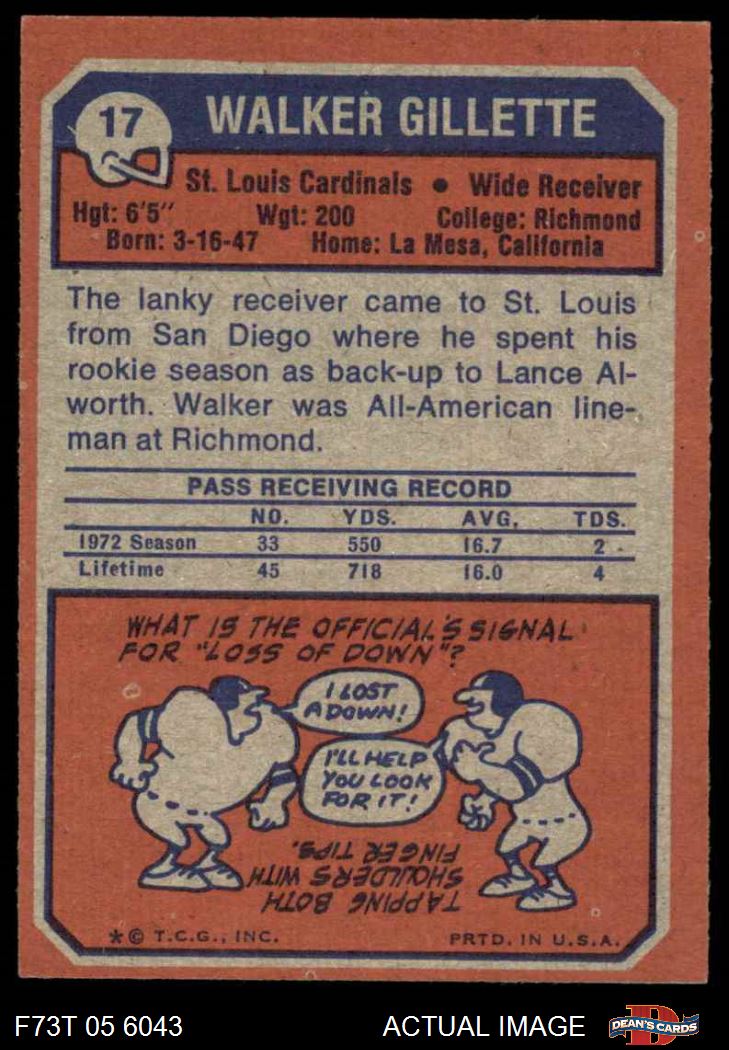 17
WALKER GILLETTE
St. Louis Cardinals • Wide Receiver
Hgt: 6'5" Wgt: 200 College: Richmond
Born: 3-16-47 Home: La Mesa, California
The lanky receiver came to St. Louis
from San Diego where he spent his
rookie season as back-up to Lance Al-
worth. Walker was All-American line-
man at Richmond.
PASS RECEIVING RECORD
NO. YDS. AVG. TDS.
1972 Season 33 550 16.7 2
Lifetime 45 718 16.0 4
WHAT IS THE OFFICIAL'S SIGNAL
FOR "LOSS OF DOWN"?
I LOST
A DOWN!
I'LL HELP
YOU LOOK
FOR IT!
TAPPING BOTH
SHOULDERS WITH
FINGER TIPS.
*© T.C.G., INC. PRTD. IN U.S.A.
F73T 05 6043 ACTUAL IMAGE
D
DEAN'S CARDS